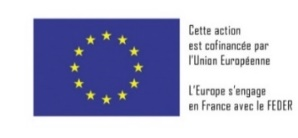 Cette action
est cofinancée par
l'Union Européenne
L'Europe s'engage
en France avec le FEDER